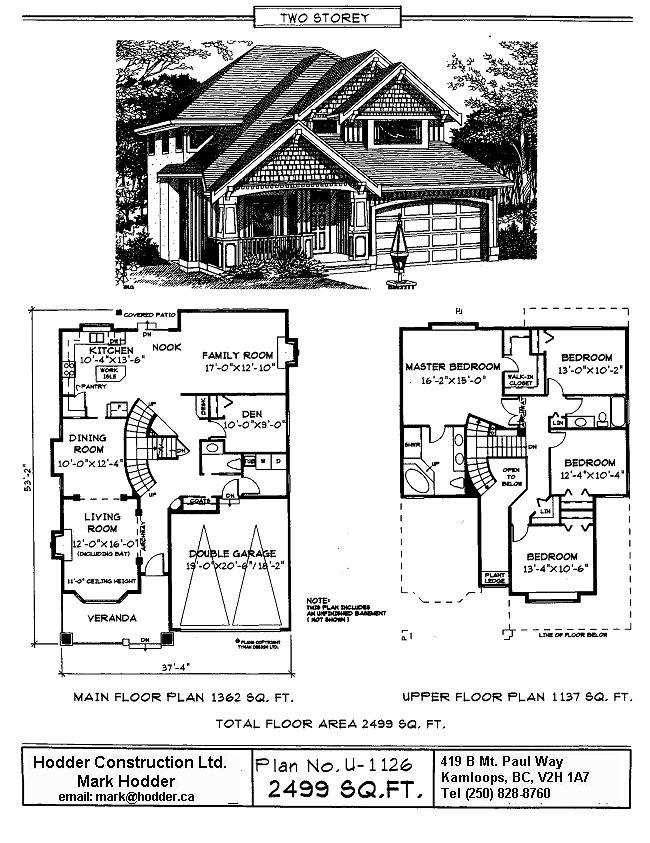 TWO STOREY
COVERED PATIO
DN
KITCHEN
10'-4"X13'-6"
NOOK
WORK
ISLE
PANTRY
F
FAMILY ROOM
17'-0"X12'-10"
UP
DESK
DEN
10'-0"X9'-0"
DINING
ROOM
10'-0"X12'-4"
DN
UP
W D
COATS
DN
LIVING
ROOM
12'-0"X16'-0"
(INCLUDING BAY)
ARCHWAY
11'-0" CEILING HEIGHT
DOUBLE GARAGE
19'-0"X20'-6"/18'-2"
VERANDA
DN
© PLANS COPYRIGHT
TYNAN DESIGN LTD.
53'-2"
37'-4"
NOTE:
THIS PLAN INCLUDES
AN UNFINISHED BASEMENT
( NOT SHOWN )
MASTER BEDROOM
16'-2"X15'-0"
WALK-IN
CLOSET
BEDROOM
13'-0"X10'-2"
ARCHWAY
LIN
SHWR
UP
DN
OPEN
TO
BELOW
BEDROOM
12'-4"X10'-4"
LIN
BEDROOM
13'-4"X10'-6"
PLANT
LEDGE
LINE OF FLOOR BELOW
MAIN FLOOR PLAN 1362 SQ. FT.
UPPER FLOOR PLAN 1137 SQ. FT.
TOTAL FLOOR AREA 2499 SQ. FT.
Hodder Construction Ltd.
Mark Hodder
email: mark@hodder.ca
Plan No. U-1126
2499 SQ.FT.
419 B Mt. Paul Way
Kamloops, BC, V2H 1A7
Tel (250) 828-8760